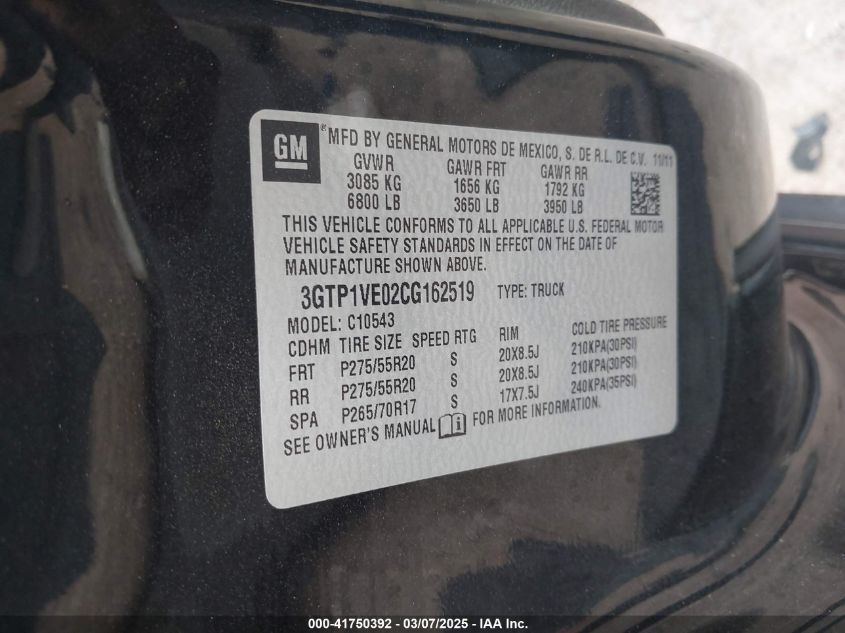 GM ® MFD BY GENERAL MOTORS DE MEXICO, S. DE R.L. DE C.V. 11/11
GVWR GAWR FRT GAWR RR
3085 KG 1656 KG 1792 KG
6800 LB 3650 LB 3950 LB
THIS VEHICLE CONFORMS TO ALL APPLICABLE U.S. FEDERAL MOTOR
VEHICLE SAFETY STANDARDS IN EFFECT ON THE DATE OF
MANUFACTURE SHOWN ABOVE.
3GTP1VE02CG162519 TYPE: TRUCK
MODEL: C10543
CDHM TIRE SIZE SPEED RTG RIM COLD TIRE PRESSURE
FRT P275/55R20 S 20X8.5J 210KPA(30PSI)
RR P275/55R20 S 20X8.5J 210KPA(30PSI)
SPA P265/70R17 S 17X7.5J 240KPA(35PSI)
SEE OWNER'S MANUAL FOR MORE INFORMATION.
000-41750392 — 03/07/2025 — IAA Inc.